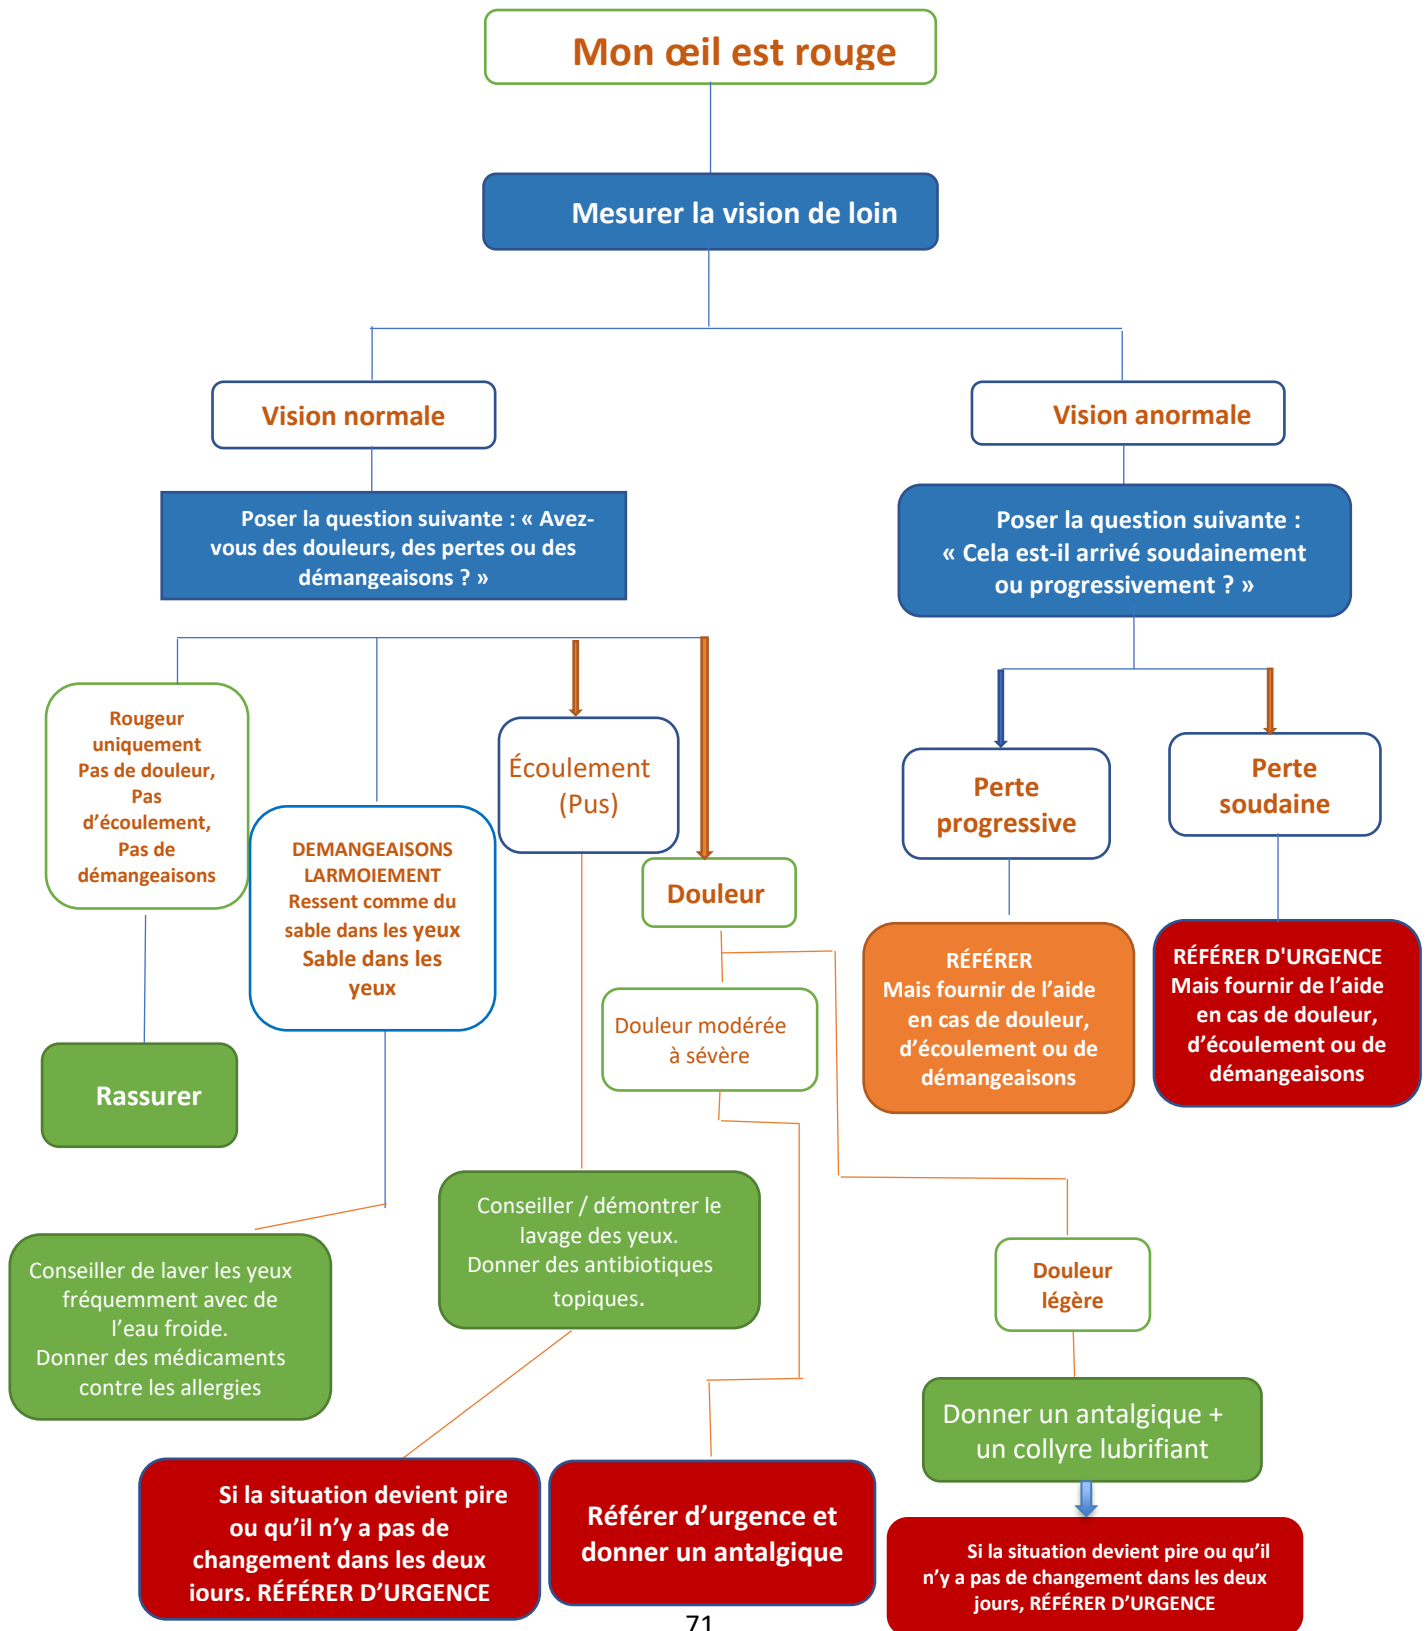 Mon œil est rouge
Mesurer la vision de loin
Vision normale
Vision anormale
Poser la question suivante : « Avez-
vous des douleurs, des pertes ou des
démangeaisons ? »
Poser la question suivante :
« Cela est-il arrivé soudainement
ou progressivement ? »
Rougeur
uniquement
Pas de douleur,
Pas
d’écoulement,
Pas de
démangeaisons
DEMANGEAISONS
LARMOIEMENT
Ressent comme du
sable dans les yeux
Sable dans les
yeux
Écoulement
(Pus)
Douleur
Perte
progressive
Perte
soudaine
Douleur modérée
à sévère
RÉFÉRER
Mais fournir de l’aide
en cas de douleur,
d’écoulement ou de
démangeaisons
RÉFÉRER D'URGENCE
Mais fournir de l’aide
en cas de douleur,
d’écoulement ou de
démangeaisons
Rassurer
Conseiller / démontrer le
lavage des yeux.
Donner des antibiotiques
topiques.
Conseiller de laver les yeux
fréquemment avec de
l’eau froide.
Donner des médicaments
contre les allergies
Douleur
légère
Donner un antalgique +
un collyre lubrifiant
Si la situation devient pire
ou qu’il n’y a pas de
changement dans les deux
jours. RÉFÉRER D’URGENCE
Référer d’urgence et
donner un antalgique
Si la situation devient pire ou qu’il
n’y a pas de changement dans les deux
jours, RÉFÉRER D’URGENCE
71